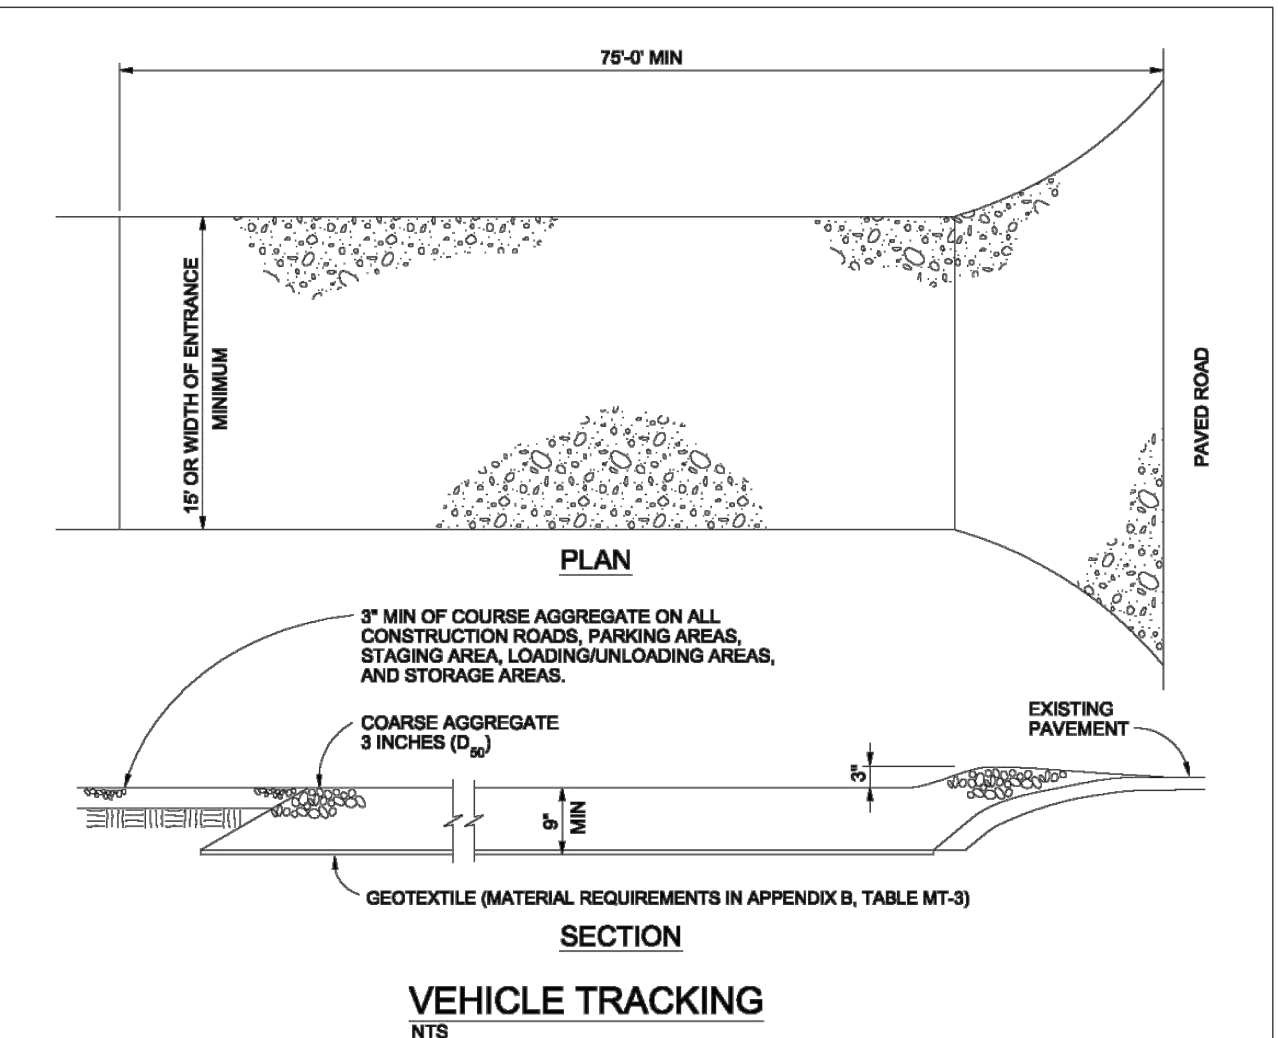 75'-0' MIN
15' OR WIDTH OF ENTRANCE
MINIMUM
PAVED ROAD
PLAN
3" MIN OF COURSE AGGREGATE ON ALL
CONSTRUCTION ROADS, PARKING AREAS,
STAGING AREA, LOADING/UNLOADING AREAS,
AND STORAGE AREAS.
COARSE AGGREGATE
3 INCHES (D50)
EXISTING
PAVEMENT
3"
9"
MIN
GEOTEXTILE (MATERIAL REQUIREMENTS IN APPENDIX B, TABLE MT-3)
SECTION
VEHICLE TRACKING
NTS